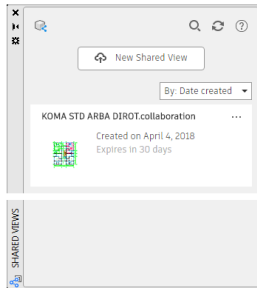 New Shared View
By: Date created
KOMA STD ARBA DIROT.collaboration
Created on April 4, 2018
Expires in 30 days
SHARED VIEWS